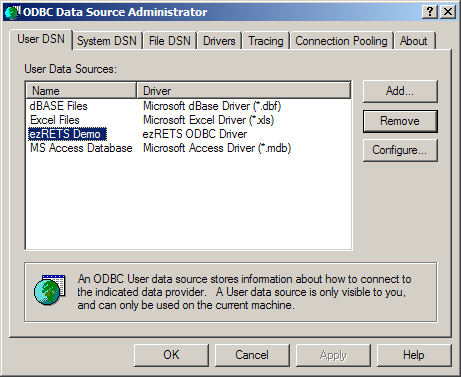 ODBC Data Source Administrator
User DSN System DSN File DSN Drivers Tracing Connection Pooling About
User Data Sources:
Name Driver
dBASE Files Microsoft dBase Driver (*.dbf)
Excel Files Microsoft Excel Driver (*.xls)
ezRETS Demo ezRETS ODBC Driver
MS Access Database Microsoft Access Driver (*.mdb)
Add...
Remove
Configure...
An ODBC User data source stores information about how to connect to
the indicated data provider. A User data source is only visible to you,
and can only be used on the current machine.
OK Cancel Apply Help